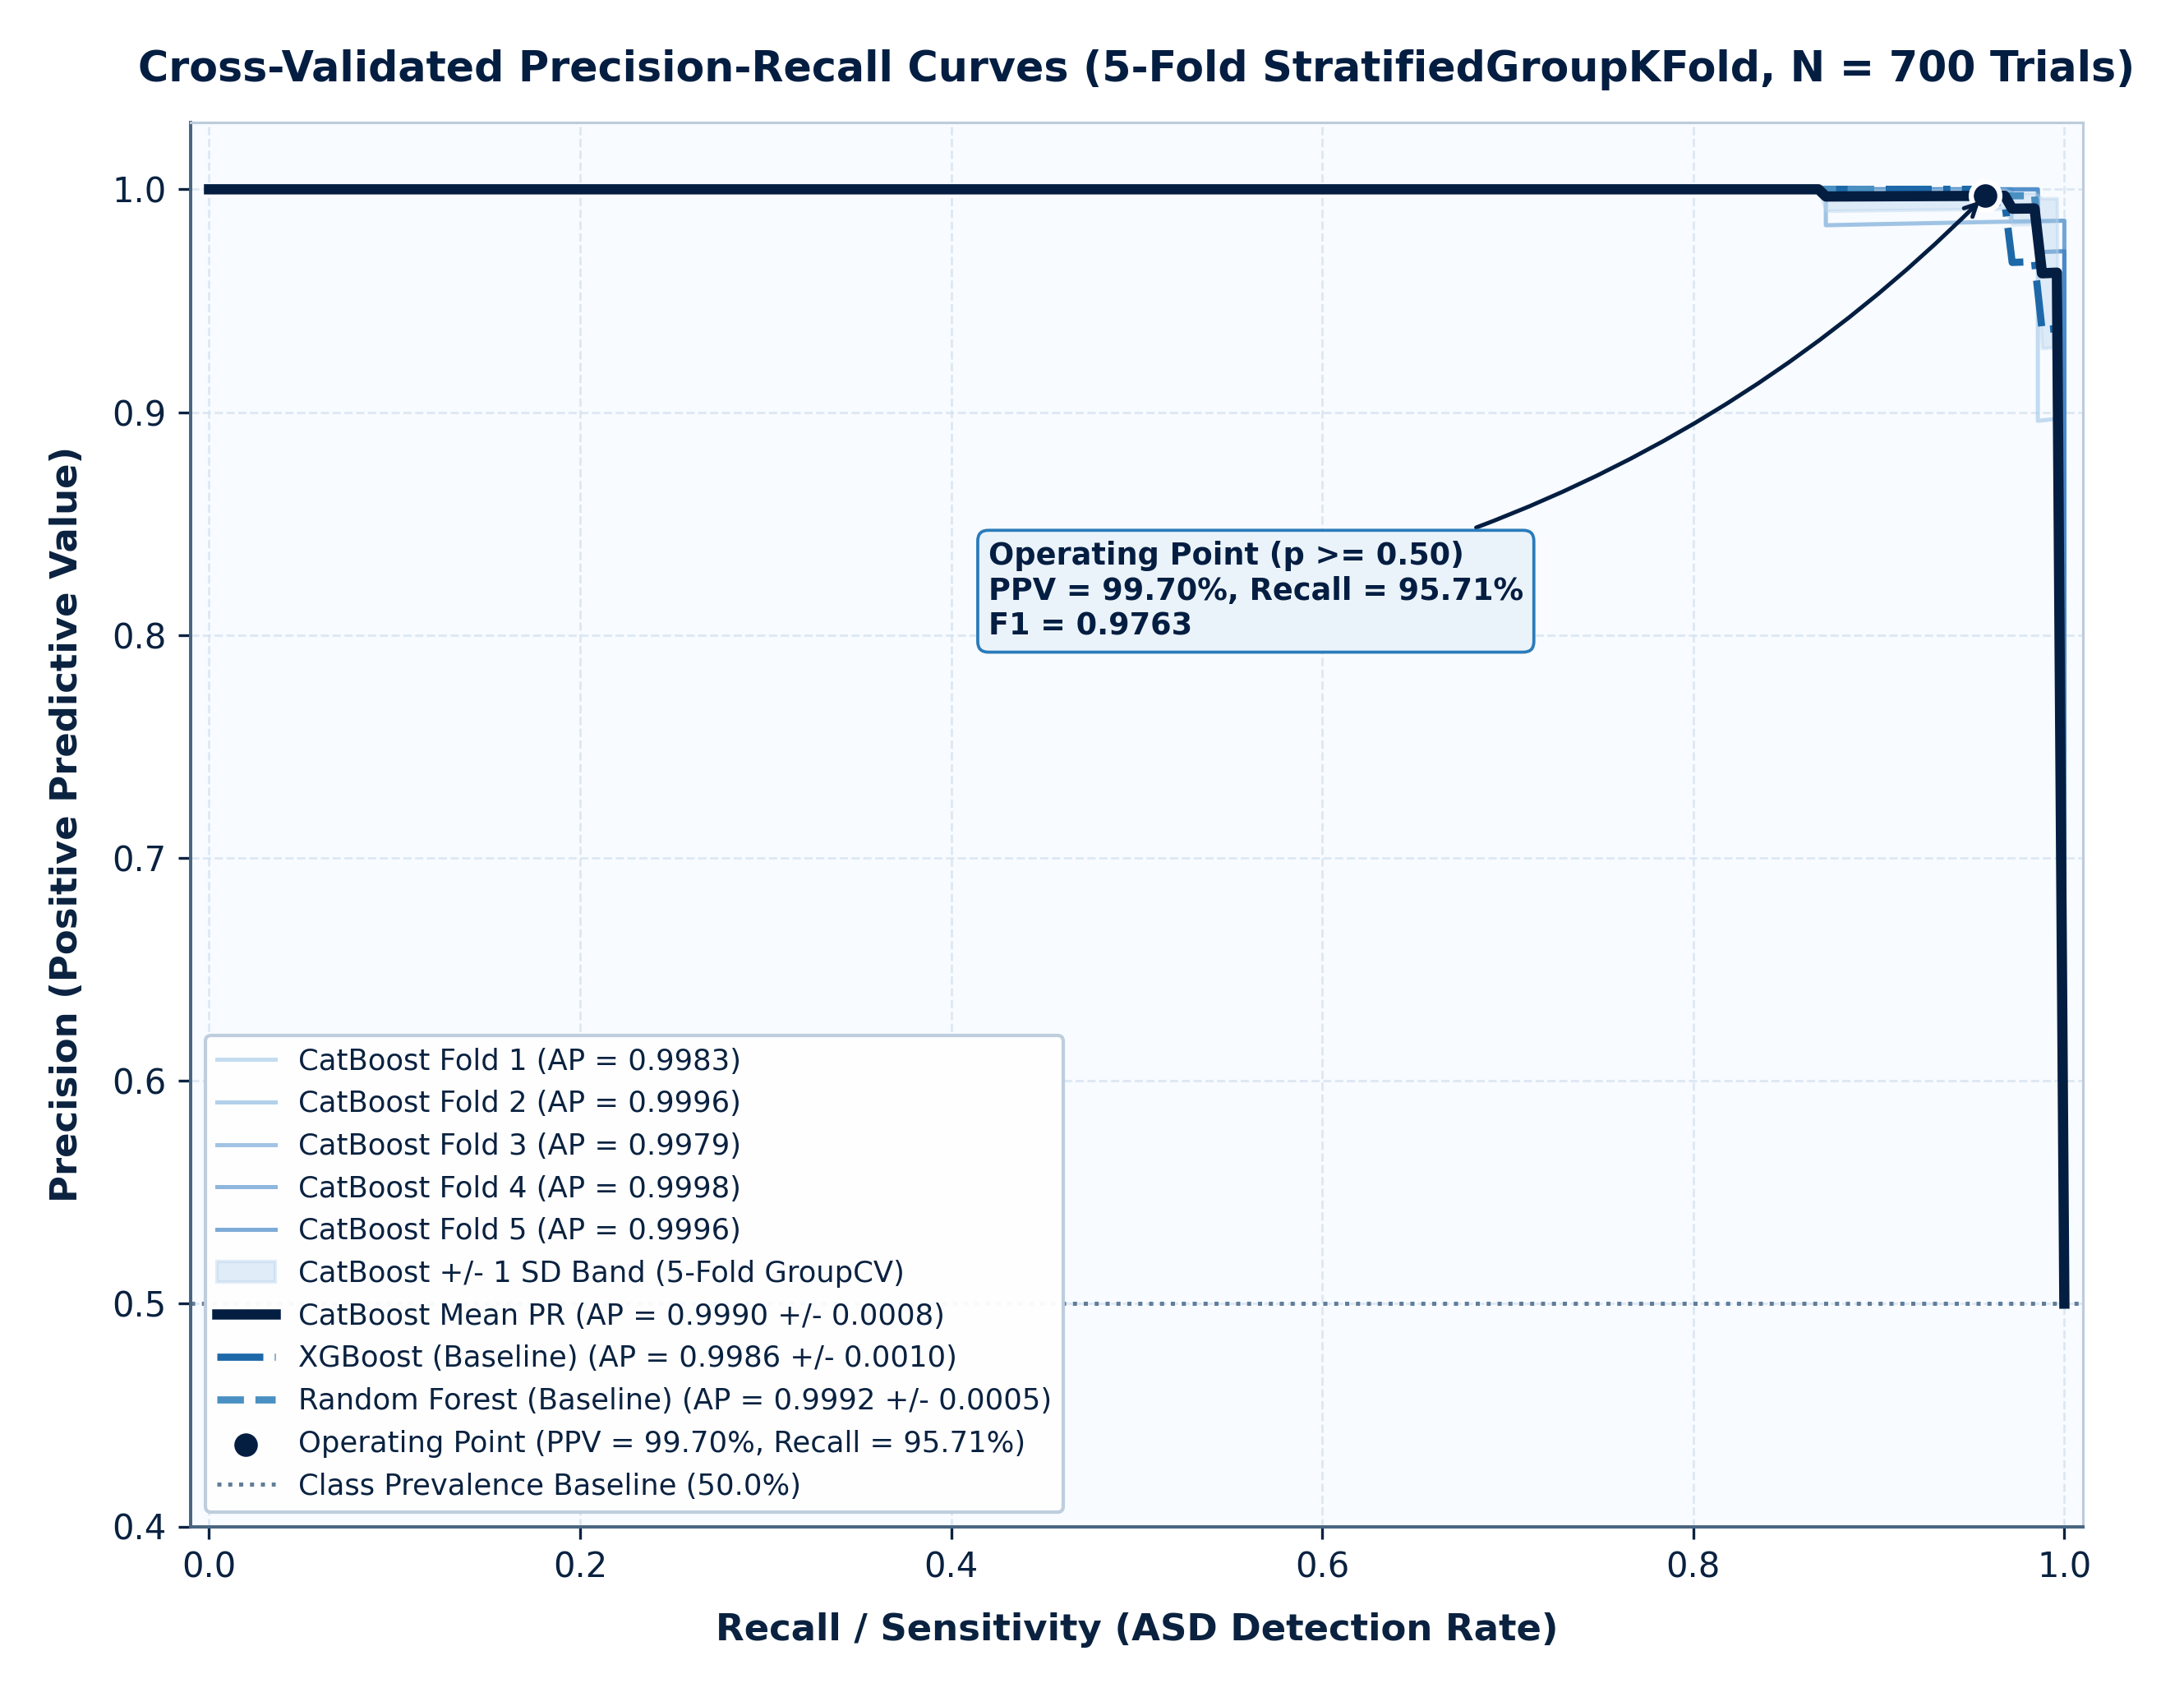 Cross-Validated Precision-Recall Curves (5-Fold StratifiedGroupKFold, N = 700 Trials)
Precision (Positive Predictive Value)
1.0
0.9
0.8
0.7
0.6
0.5
0.4
Operating Point (p >= 0.50)
PPV = 99.70%, Recall = 95.71%
F1 = 0.9763
CatBoost Fold 1 (AP = 0.9983)
CatBoost Fold 2 (AP = 0.9996)
CatBoost Fold 3 (AP = 0.9979)
CatBoost Fold 4 (AP = 0.9998)
CatBoost Fold 5 (AP = 0.9996)
CatBoost +/- 1 SD Band (5-Fold GroupCV)
CatBoost Mean PR (AP = 0.9990 +/- 0.0008)
XGBoost (Baseline) (AP = 0.9986 +/- 0.0010)
Random Forest (Baseline) (AP = 0.9992 +/- 0.0005)
Operating Point (PPV = 99.70%, Recall = 95.71%)
Class Prevalence Baseline (50.0%)
0.0 0.2 0.4 0.6 0.8 1.0
Recall / Sensitivity (ASD Detection Rate)